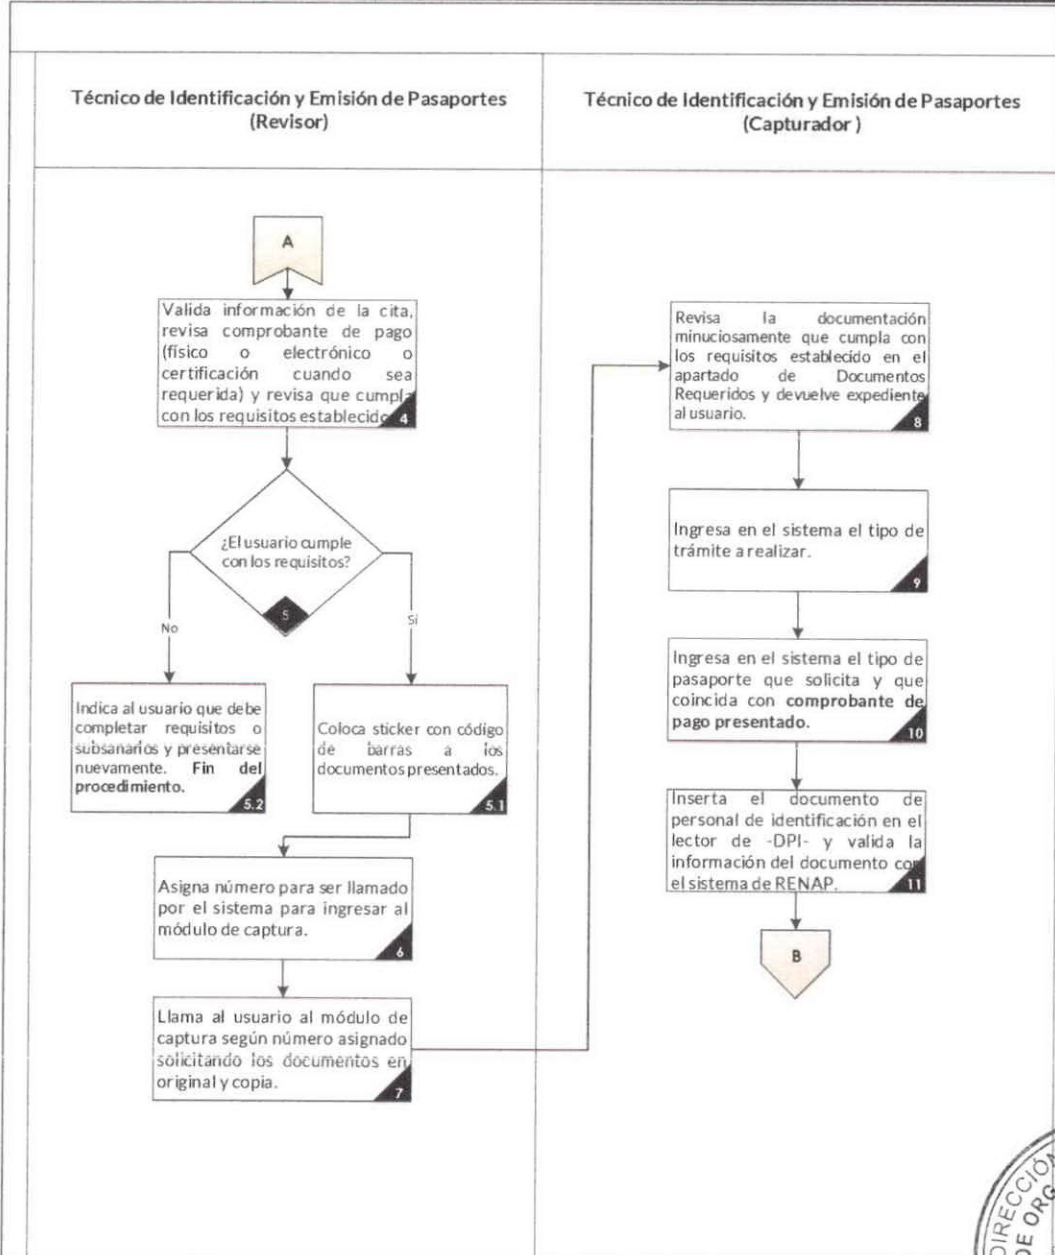 Técnico de Identificación y Emisión de Pasaportes
(Revisor)
Técnico de Identificación y Emisión de Pasaportes
(Capturador )
A
Valida información de la cita,
revisa comprobante de pago
(físico o electrónico o
certificación cuando sea
requerida) y revisa que cumpla
con los requisitos establecido
4
¿El usuario cumple
con los requisitos?
5
No
Si
Indica al usuario que debe
completar requisitos o
subsanarlos y presentarse
nuevamente. Fin del
procedimiento.
5.2
Coloca sticker con código
de barras a los
documentos presentados.
5.1
Asigna número para ser llamado
por el sistema para ingresar al
módulo de captura.
6
Llama al usuario al módulo de
captura según número asignado
solicitando los documentos en
original y copia.
7
Revisa la documentación
minuciosamente que cumpla con
los requisitos establecido en el
apartado de Documentos
Requeridos y devuelve expediente
al usuario.
8
Ingresa en el sistema el tipo de
trámite a realizar.
9
Ingresa en el sistema el tipo de
pasaporte que solicita y que
coincida con comprobante de
pago presentado.
10
Inserta el documento de
personal de identificación en el
lector de -DPI- y valida la
información del documento con
el sistema de RENAP.
11
B
DIRECCIÓN
DE ORG